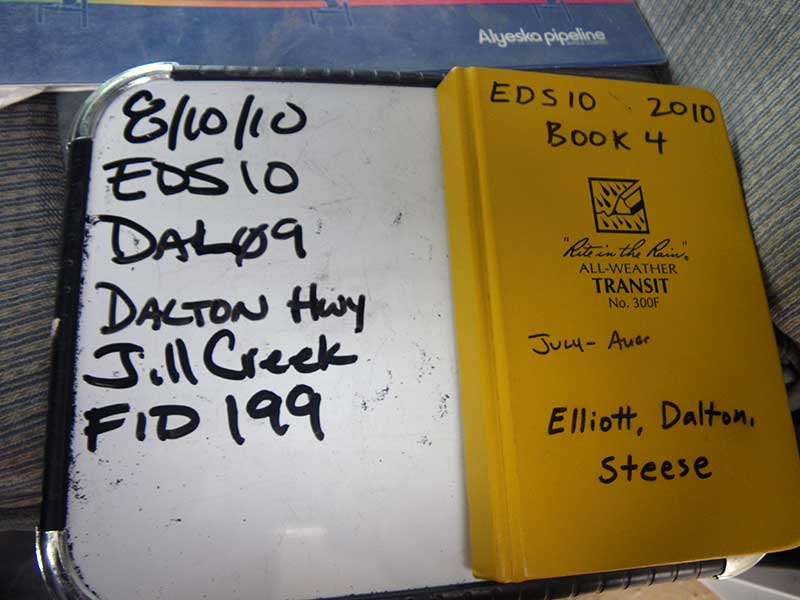 Alyeska pipeline
8/10/10
EDS10
DALØ9
DALTON Hwy
Jill Creek
FID 199
EDS10 2010
BOOK 4
"Rite in the Rain"®
ALL-WEATHER
TRANSIT
No. 300F
JULY - AUG
Elliott, Dalton,
Steese